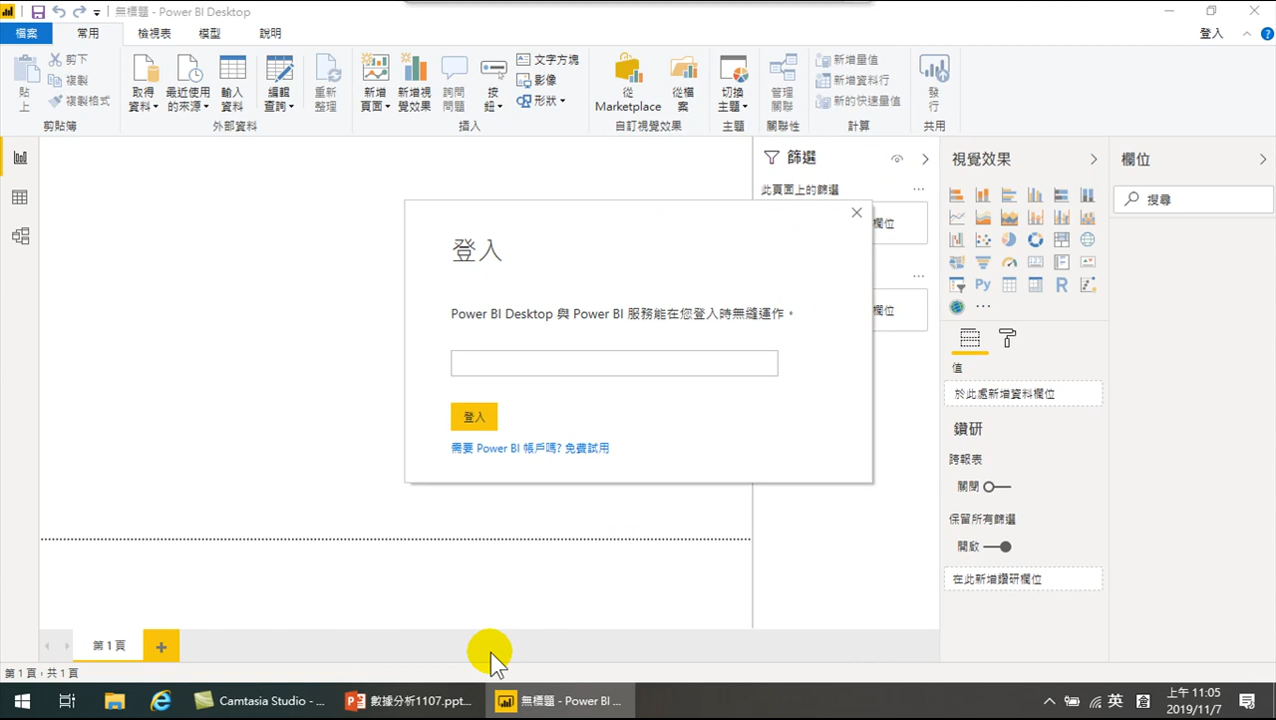 無標題 - Power BI Desktop
檔案 常用 檢視表 模型 說明 登入
貼上
剪下
複製
複製格式
剪貼簿
取得資料
最近使用的來源
輸入資料
編輯查詢
外部資料
重新整理
新增頁面
新增視覺效果
詢問問題
按鈕
文字方塊
影像
形狀
插入
從 Marketplace
從檔案
自訂視覺效果
切換主題
主題
管理關聯
關聯性
新增量值
新增資料行
新的快速量值
計算
發行
共用
篩選
此頁面上的篩選
欄位
欄位
登入
Power BI Desktop 與 Power BI 服務能在您登入時無縫運作。
登入
需要 Power BI 帳戶嗎? 免費試用
視覺效果
Py
R
值
於此處新增資料欄位
鑽研
跨報表
關閉
保留所有篩選
開啟
在此新增鑽研欄位
欄位
搜尋
第 1 頁
第 1 頁，共 1 頁
Camtasia Studio - ...
數據分析1107.ppt...
無標題 - Power BI ...
英
上午 11:05
2019/11/7